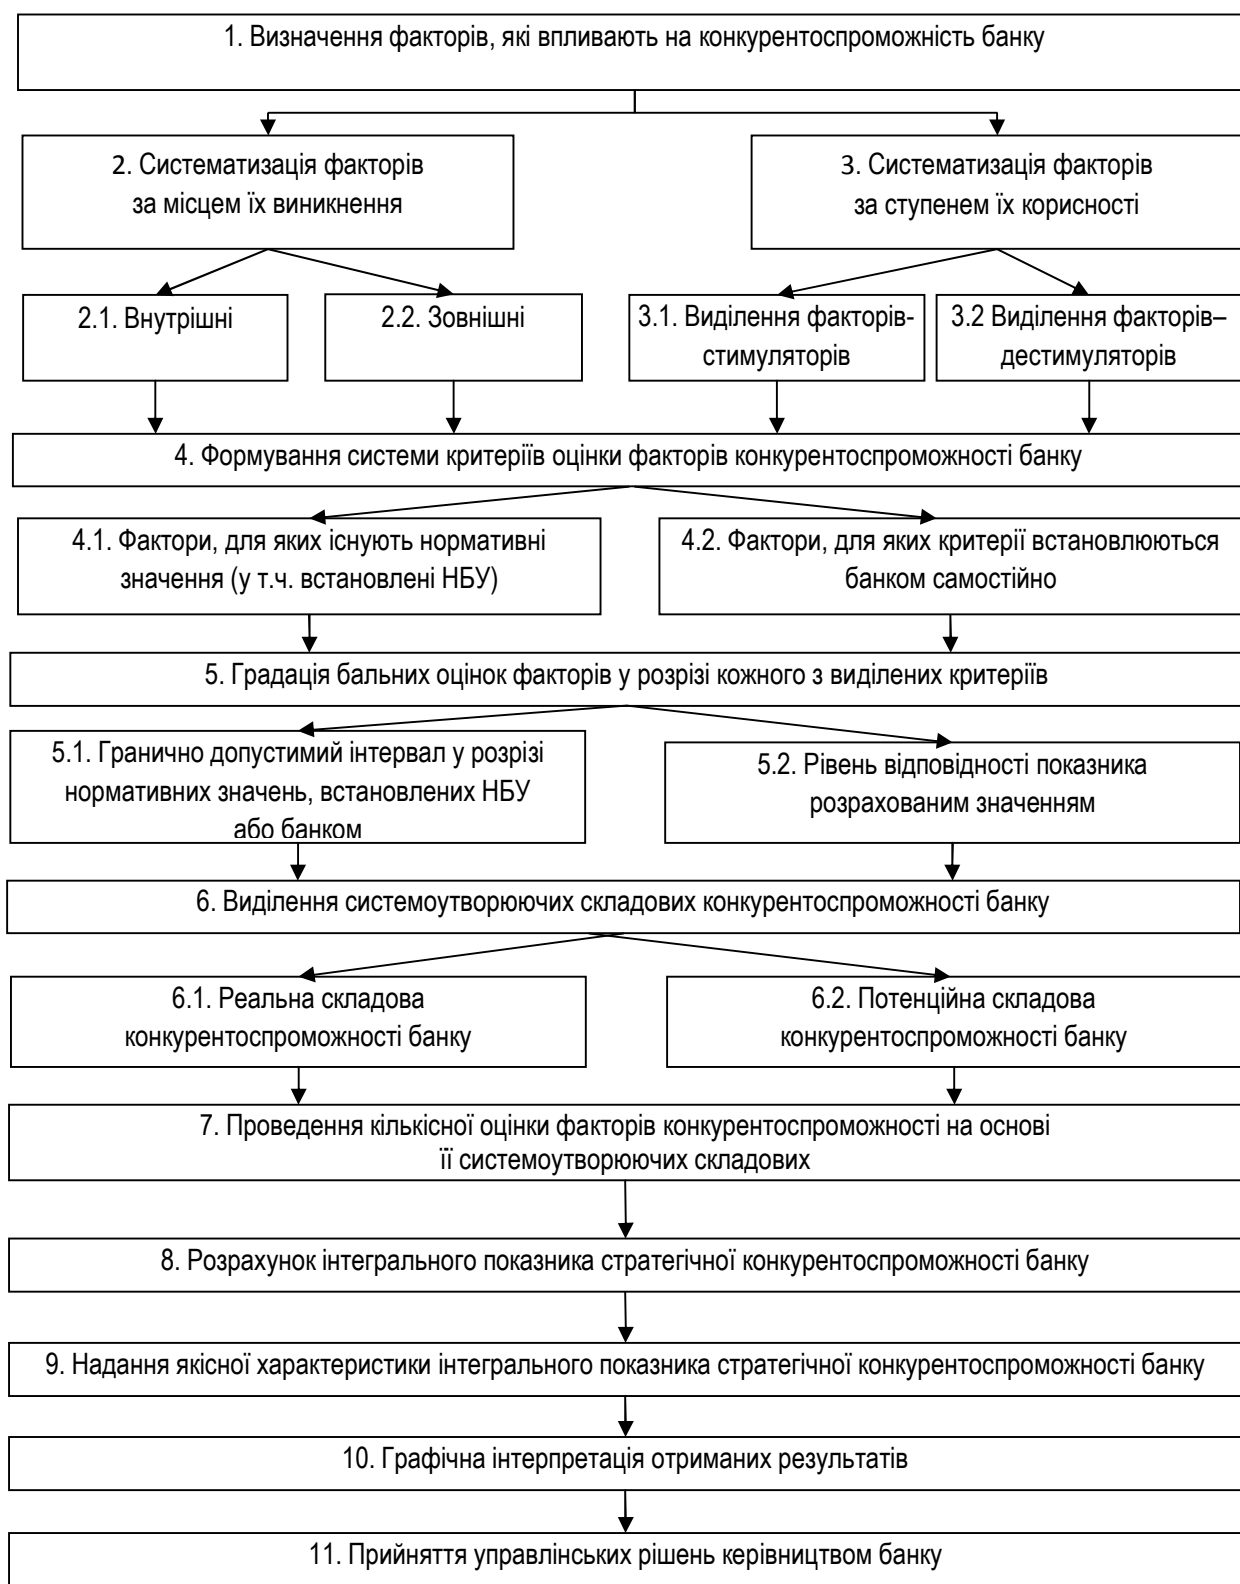 1. Визначення факторів, які впливають на конкурентоспроможність банку
2. Систематизація факторів
за місцем їх виникнення
3. Систематизація факторів
за ступенем їх корисності
2.1. Внутрішні
2.2. Зовнішні
3.1. Виділення факторів-
стимуляторів
3.2 Виділення факторів–
дестимуляторів
4. Формування системи критеріїв оцінки факторів конкурентоспроможності банку
4.1. Фактори, для яких існують нормативні
значення (у т.ч. встановлені НБУ)
4.2. Фактори, для яких критерії встановлюються
банком самостійно
5. Градація бальних оцінок факторів у розрізі кожного з виділених критеріїв
5.1. Гранично допустимий інтервал у розрізі
нормативних значень, встановлених НБУ
або банком
5.2. Рівень відповідності показника
розрахованим значенням
6. Виділення системоутворюючих складових конкурентоспроможності банку
6.1. Реальна складова
конкурентоспроможності банку
6.2. Потенційна складова
конкурентоспроможності банку
7. Проведення кількісної оцінки факторів конкурентоспроможності на основі
її системоутворюючих складових
8. Розрахунок інтегрального показника стратегічної конкурентоспроможності банку
9. Надання якісної характеристики інтегрального показника стратегічної конкурентоспроможності банку
10. Графічна інтерпретація отриманих результатів
11. Прийняття управлінських рішень керівництвом банку